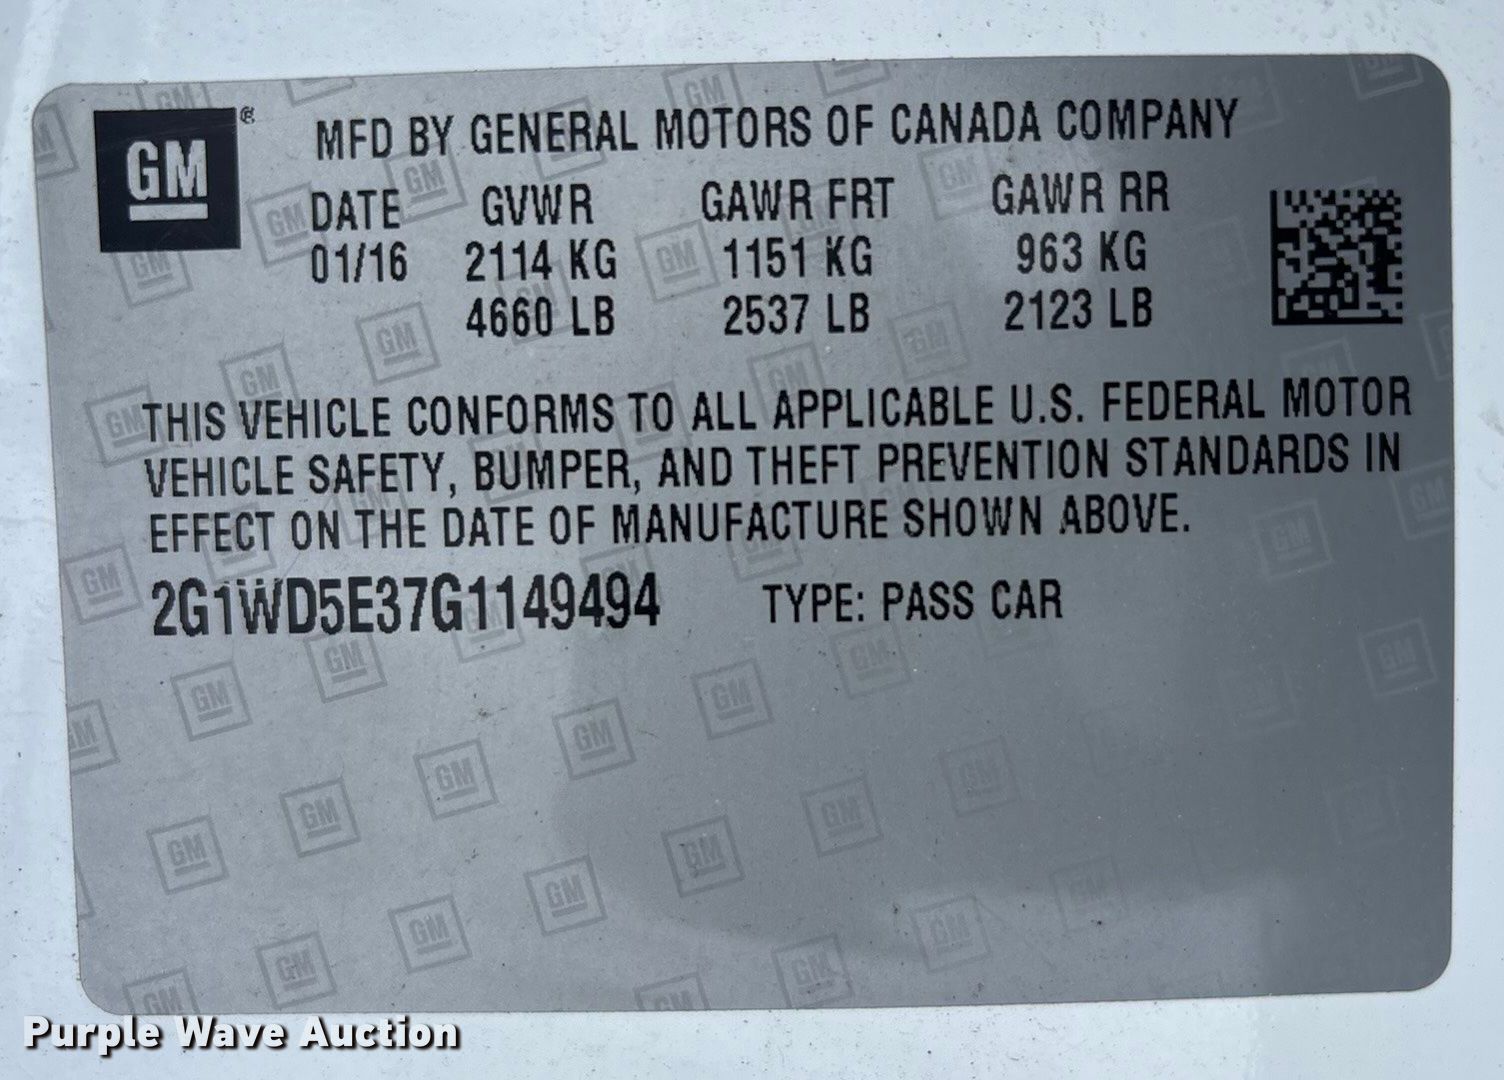 GM ®
MFD BY GENERAL MOTORS OF CANADA COMPANY
DATE GVWR GAWR FRT GAWR RR
01/16 2114 KG 1151 KG 963 KG
4660 LB 2537 LB 2123 LB
THIS VEHICLE CONFORMS TO ALL APPLICABLE U.S. FEDERAL MOTOR
VEHICLE SAFETY, BUMPER, AND THEFT PREVENTION STANDARDS IN
EFFECT ON THE DATE OF MANUFACTURE SHOWN ABOVE.
2G1WD5E37G1149494 TYPE: PASS CAR
Purple Wave Auction